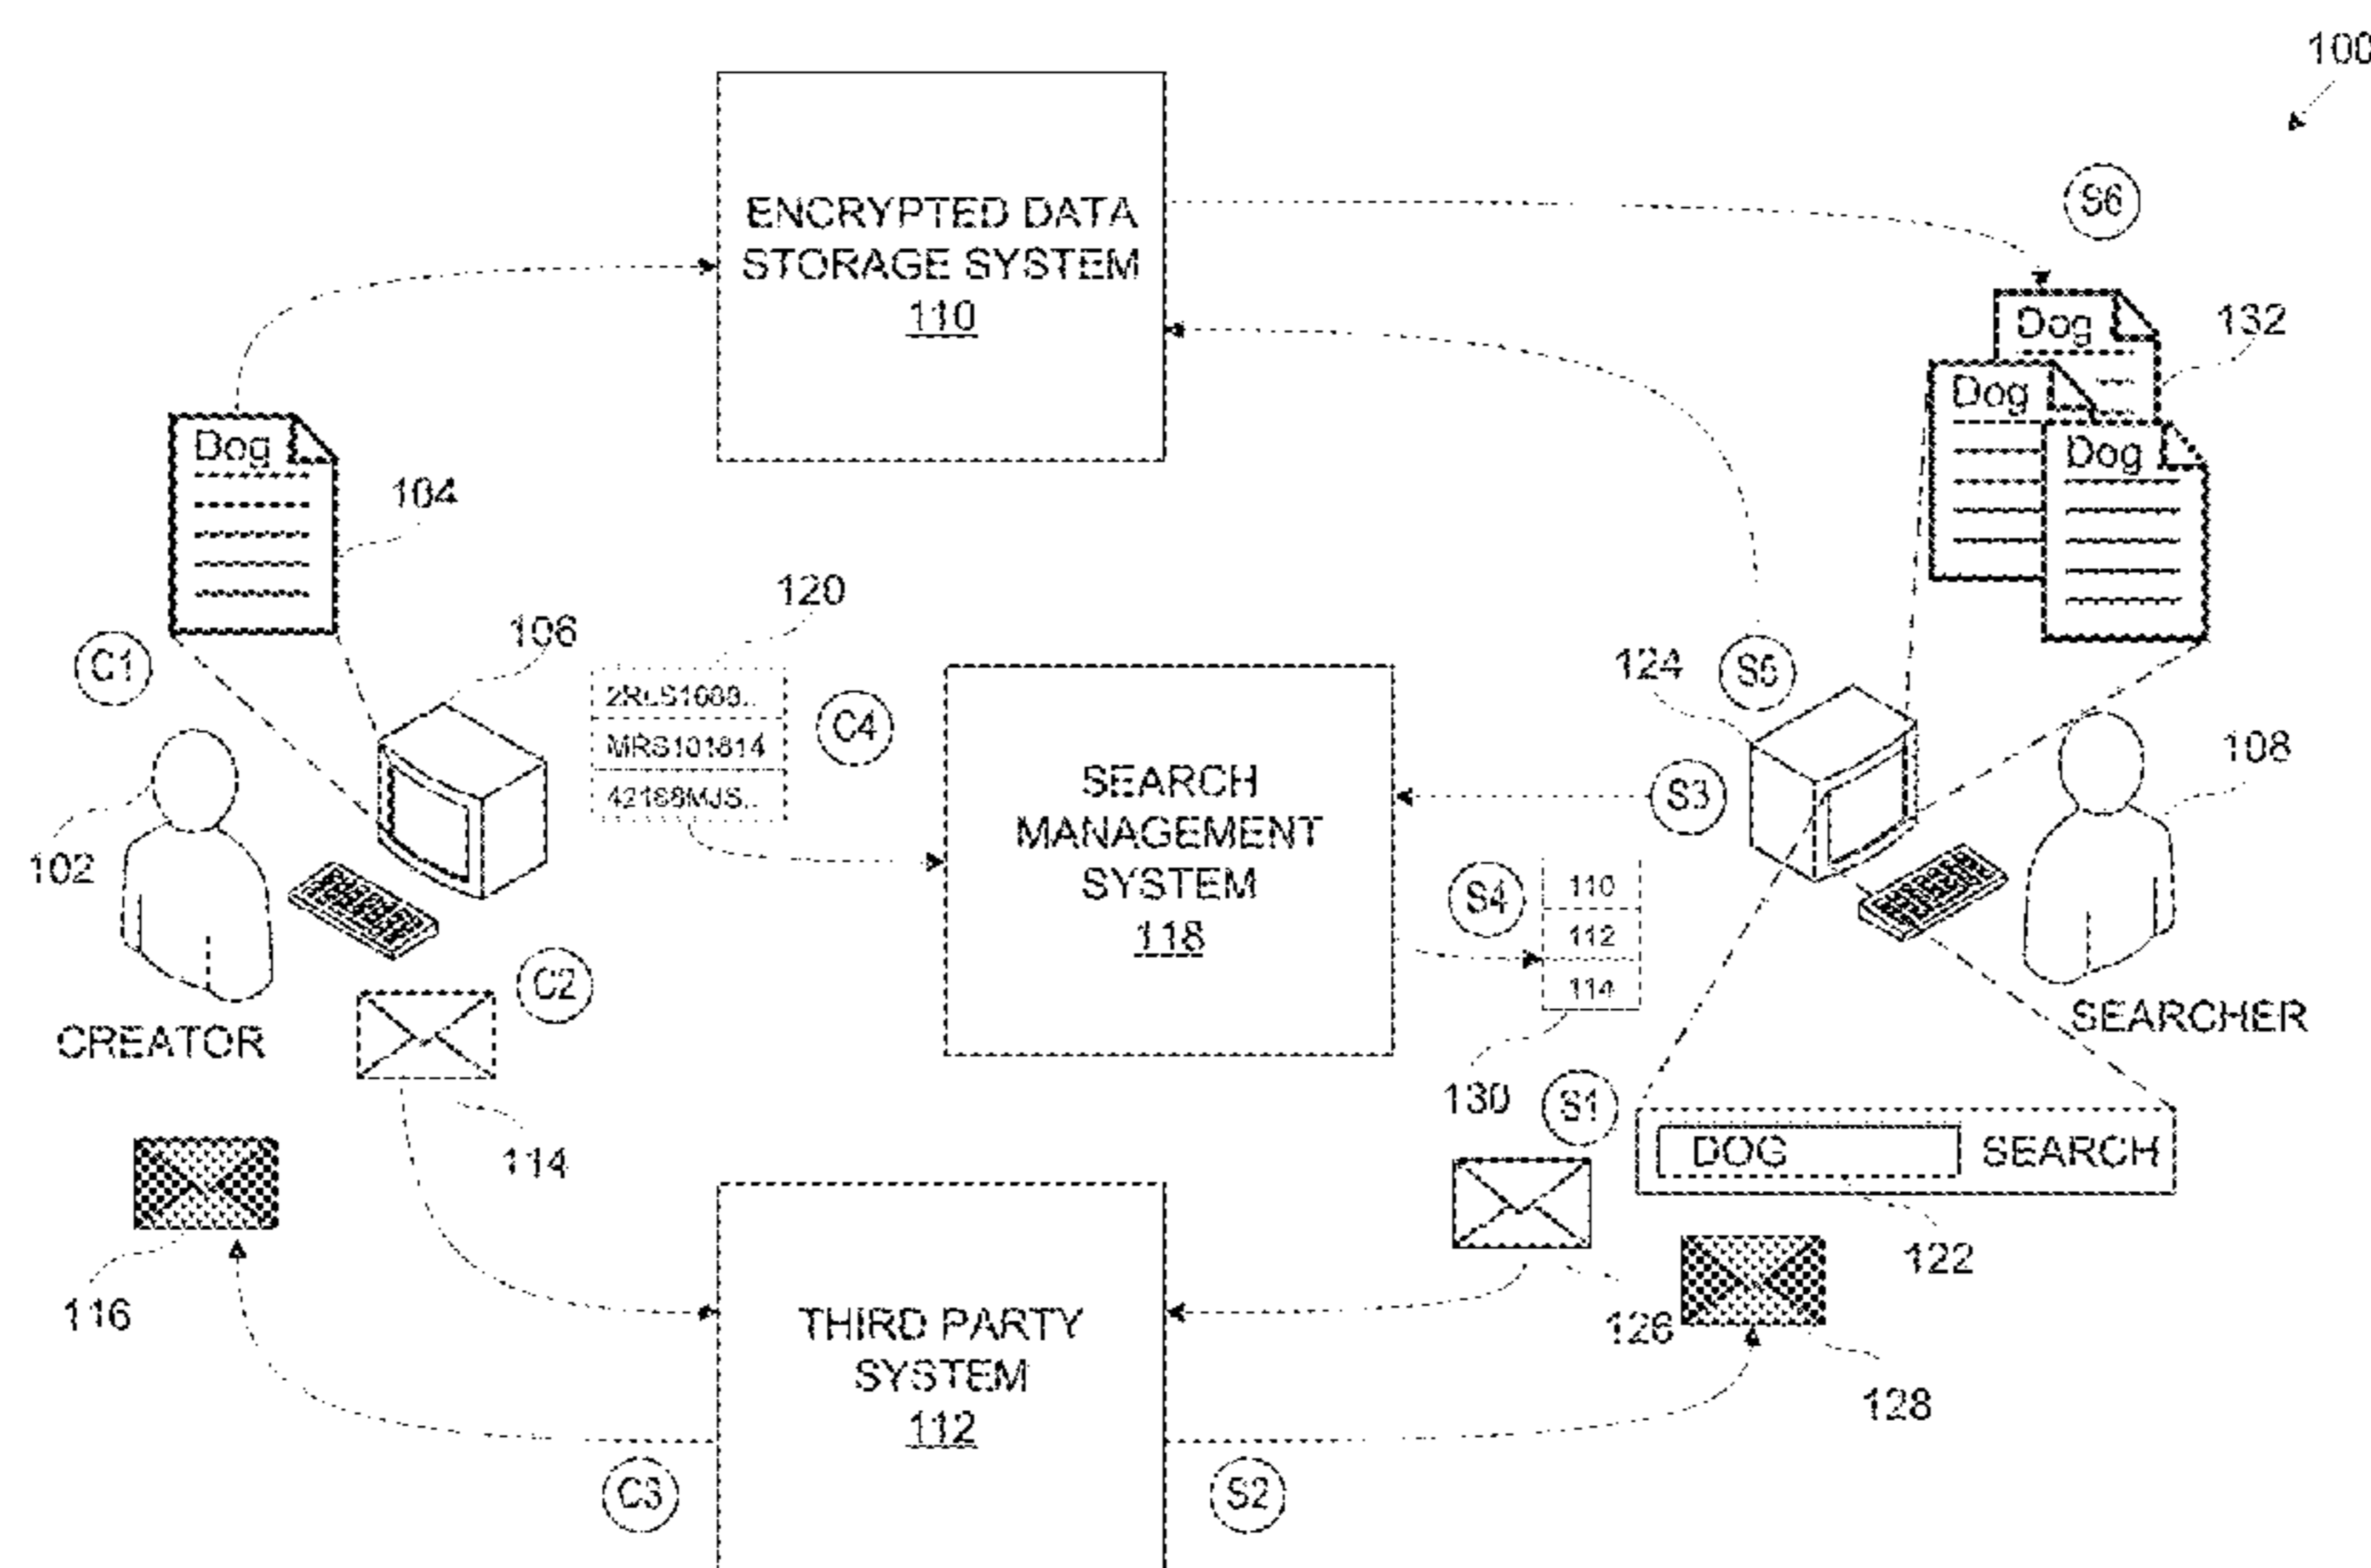 100
ENCRYPTED DATA
STORAGE SYSTEM
110
S6
Dog
132
Dog
Dog
Dog
104
120
106
C1
C4
MRS101814
102
C2
CREATOR
114
116
SEARCH
MANAGEMENT
SYSTEM
118
124
S5
S3
108
S4
110
112
114
SEARCHER
130
S1
DOG
SEARCH
122
126
128
THIRD PARTY
SYSTEM
112
C3
S2